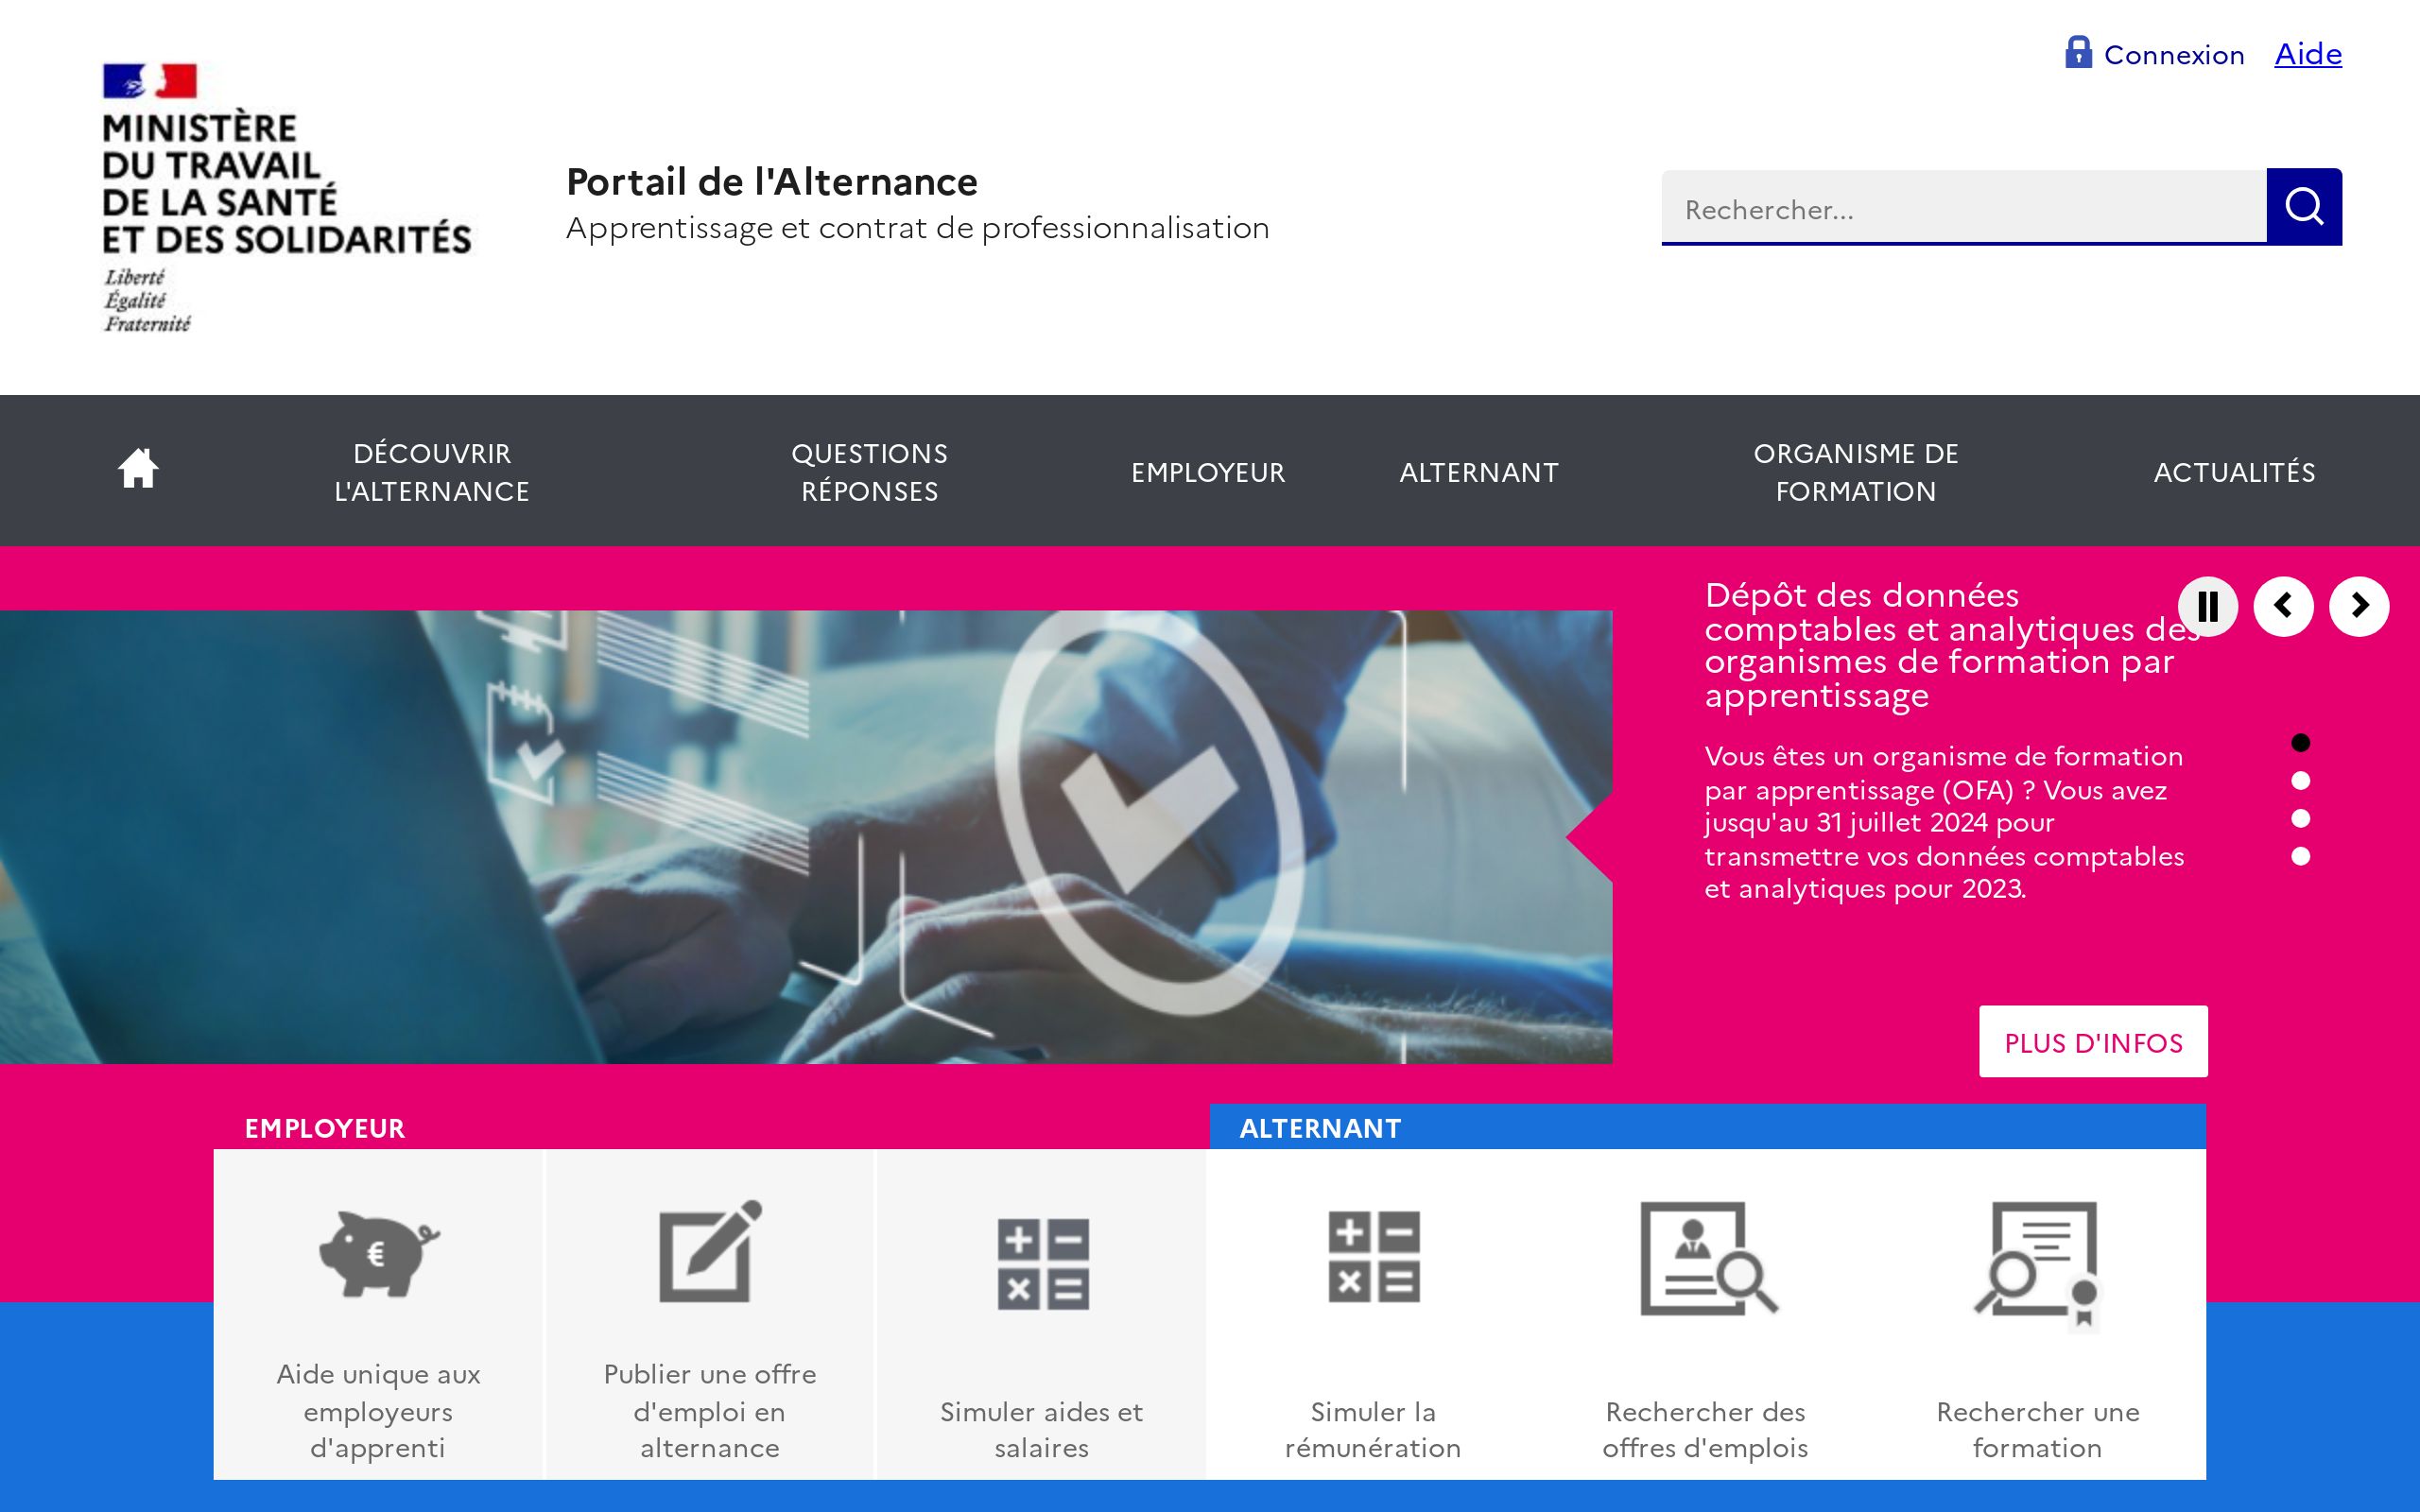 Connexion Aide
MINISTÈRE
DU TRAVAIL
DE LA SANTÉ
ET DES SOLIDARITÉS
Liberté
Égalité
Fraternité
Portail de l'Alternance
Apprentissage et contrat de professionnalisation
Rechercher...
DÉCOUVRIR
L'ALTERNANCE
QUESTIONS
RÉPONSES
EMPLOYEUR
ALTERNANT
ORGANISME DE
FORMATION
ACTUALITÉS
Dépôt des données
comptables et analytiques des
organismes de formation par
apprentissage
Vous êtes un organisme de formation
par apprentissage (OFA) ? Vous avez
jusqu'au 31 juillet 2024 pour
transmettre vos données comptables
et analytiques pour 2023.
PLUS D'INFOS
EMPLOYEUR
€
Aide unique aux
employeurs
d'apprenti
Publier une offre
d'emploi en
alternance
Simuler aides et
salaires
ALTERNANT
Simuler la
rémunération
Rechercher des
offres d'emplois
Rechercher une
formation